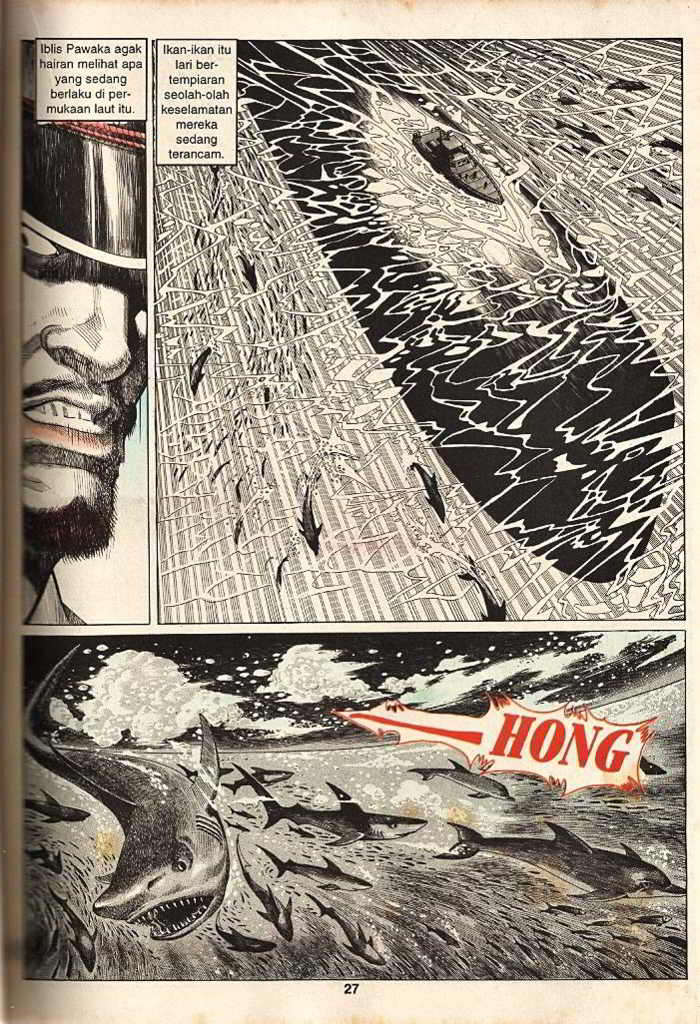 Iblis Pawaka agak
hairan melihat apa
yang sedang
berlaku di per-
mukaan laut itu.
Ikan-ikan itu
lari ber-
tempiaran
seolah-olah
keselamatan
mereka
sedang
terancam.
HONG
27